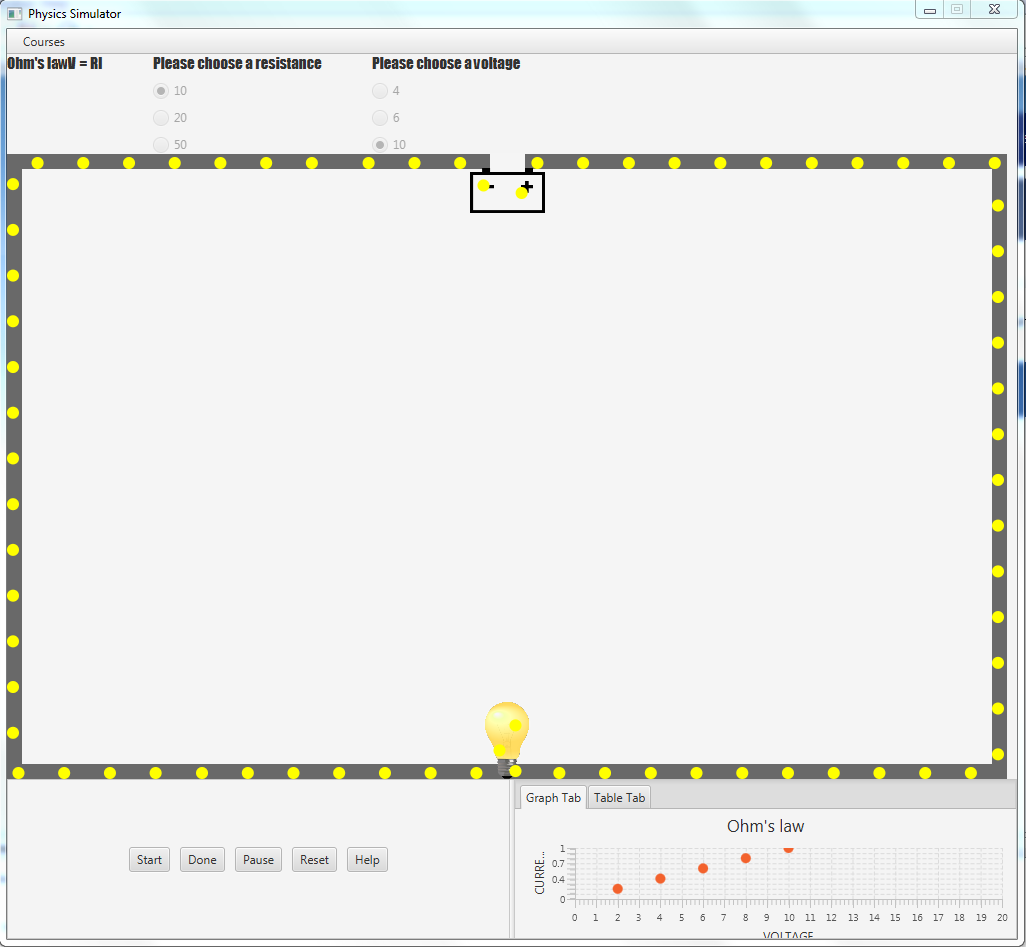 Physics Simulator
Courses
Ohm's lawV = RI Please choose a resistance Please choose a voltage
10 4
20 6
50 10
- +
Graph Tab Table Tab
Ohm's law
Start Done Pause Reset Help
CURRE...
1
0.7
0.4
0
0 1 2 3 4 5 6 7 8 9 10 11 12 13 14 15 16 17 18 19 20
VOLTAGE